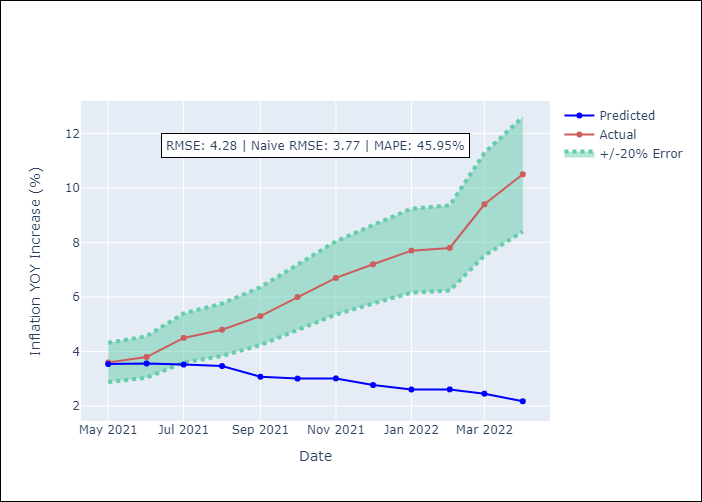 RMSE: 4.28 | Naive RMSE: 3.77 | MAPE: 45.95%
Predicted
Actual
+/-20% Error
Inflation YOY Increase (%)
12
10
8
6
4
2
May 2021 Jul 2021 Sep 2021 Nov 2021 Jan 2022 Mar 2022
Date